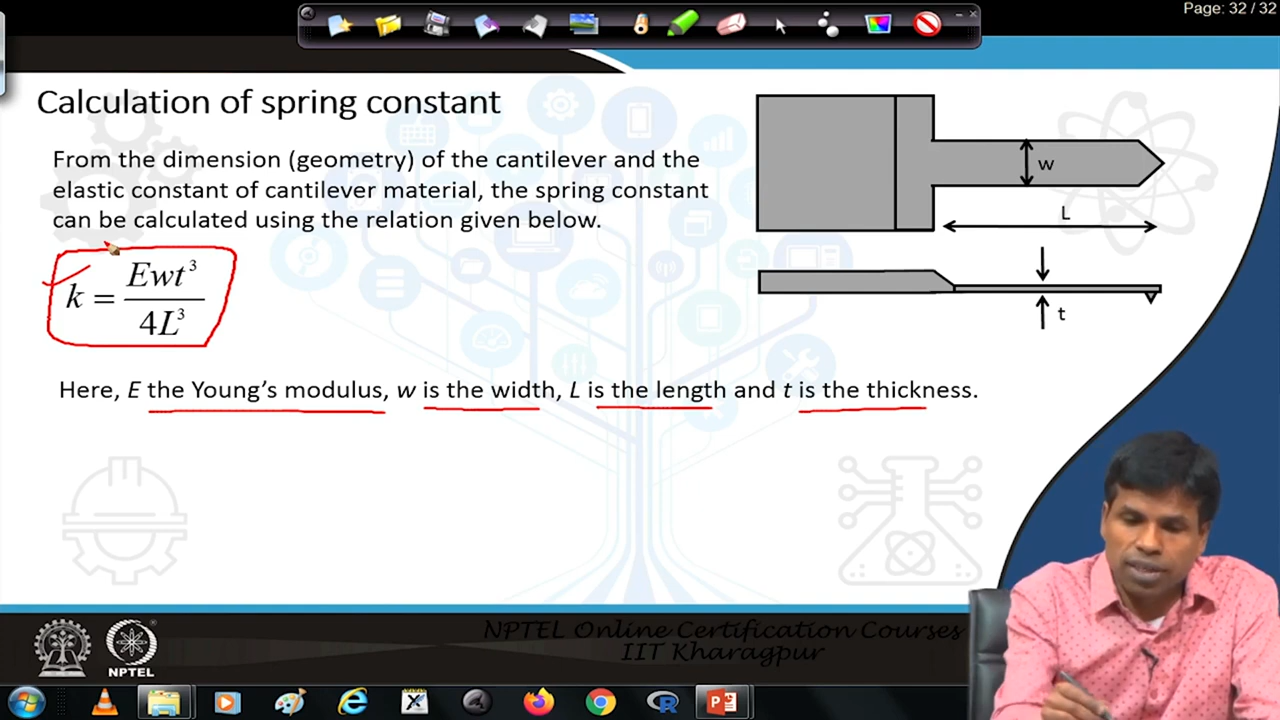 Page: 32 / 32
Calculation of spring constant
From the dimension (geometry) of the cantilever and the
elastic constant of cantilever material, the spring constant
can be calculated using the relation given below.
k = Ewt³ / 4L³
w
L
t
Here, E the Young's modulus, w is the width, L is the length and t is the thickness.
NPTEL Online Certification Courses
IIT Kharagpur
NPTEL